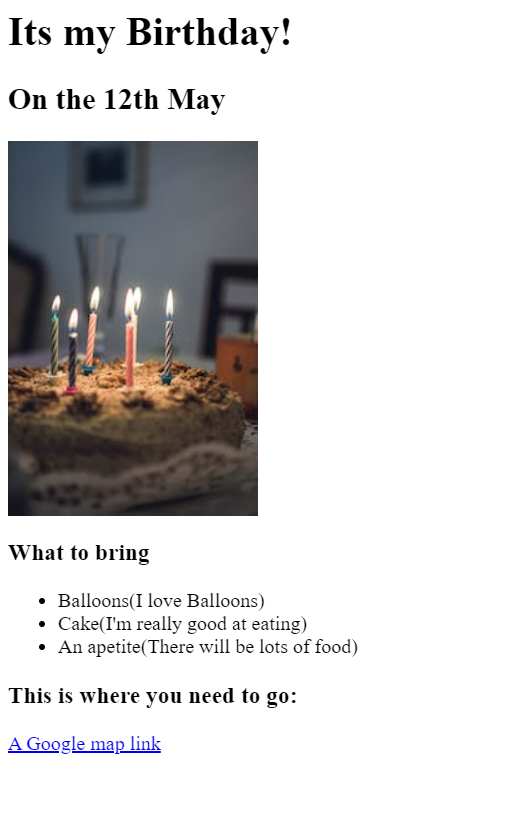 Its my Birthday!
On the 12th May
What to bring
Balloons(I love Balloons)
Cake(I'm really good at eating)
An apetite(There will be lots of food)
This is where you need to go:
A Google map link